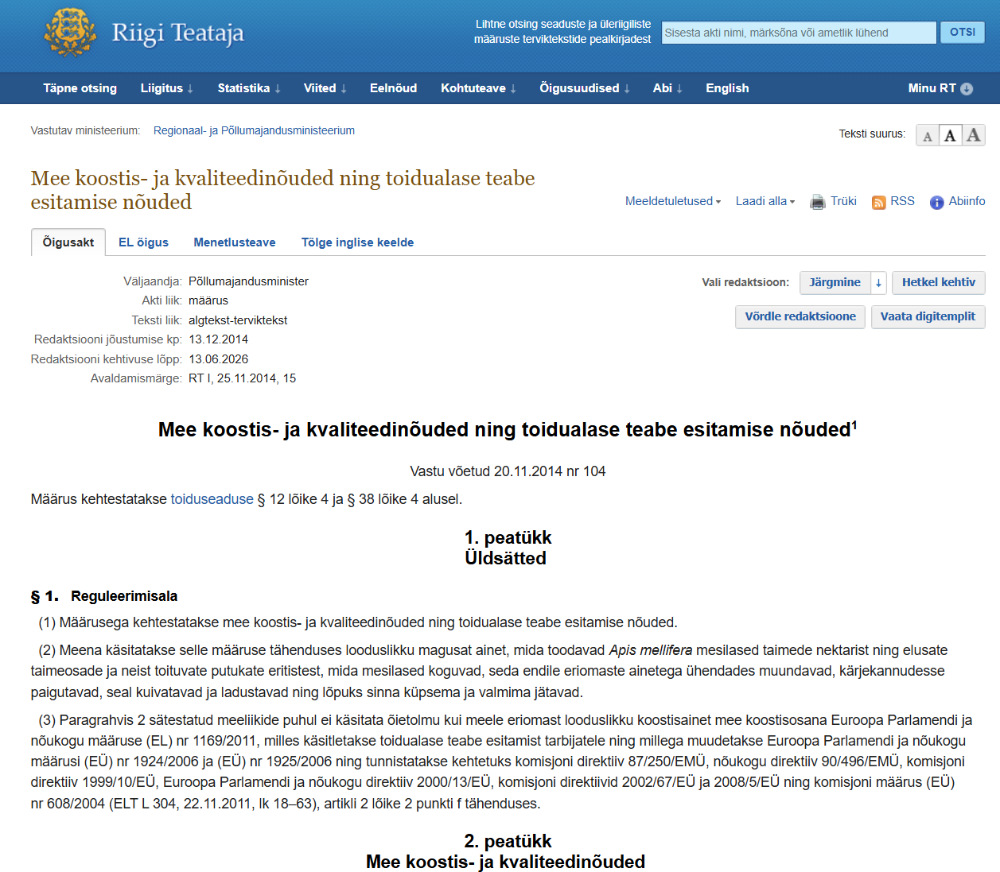 Riigi Teataja
Lihtne otsing seaduste ja üleriigiliste
määruste terviktekstide pealkirjadest
Sisesta akti nimi, märksõna või ametlik lühend
OTSI
Täpne otsing Liigitus ↓ Statistika ↓ Viited ↓ Eelnõud Kohtuteave ↓ Õigusuudised ↓ Abi ↓ English Minu RT
Vastutav ministeerium: Regionaal- ja Põllumajandusministeerium
Teksti suurus: A A A
Mee koostis- ja kvaliteedinõuded ning toidualase teabe
esitamise nõuded
Meeldetuletused Laadi alla Trüki RSS Abiinfo
Õigusakt EL õigus Menetlusteave Tõlge inglise keelde
Väljaandja: Põllumajandusminister
Akti liik: määrus
Teksti liik: algtekst-terviktekst
Redaktsiooni jõustumise kp: 13.12.2014
Redaktsiooni kehtivuse lõpp: 13.06.2026
Avaldamismärge: RT I, 25.11.2014, 15
Vali redaktsioon: Järgmine ↓ Hetkel kehtiv
Võrdle redaktsioone Vaata digitemplit
Mee koostis- ja kvaliteedinõuded ning toidualase teabe esitamise nõuded¹
Vastu võetud 20.11.2014 nr 104
Määrus kehtestatakse toiduseaduse § 12 lõike 4 ja § 38 lõike 4 alusel.
1. peatükk
Üldsätted
§ 1. Reguleerimisala
(1) Määrusega kehtestatakse mee koostis- ja kvaliteedinõuded ning toidualase teabe esitamise nõuded.
(2) Meena käsitatakse selle määruse tähenduses looduslikku magusat ainet, mida toodavad Apis mellifera mesilased taimede nektarist ning elusate
taimeosade ja neist toituvate putukate eritistest, mida mesilased koguvad, seda endile eriomaste ainetega ühendades muundavad, kärjekannudesse
paigutavad, seal kuivatavad ja ladustavad ning lõpuks sinna küpsema ja valmima jätavad.
(3) Paragrahvis 2 sätestatud meeliikide puhul ei käsitata õietolmu kui meele eriomast looduslikku koostisainet mee koostisosana Euroopa Parlamendi ja
nõukogu määruse (EL) nr 1169/2011, milles käsitletakse toidualase teabe esitamist tarbijatele ning millega muudetakse Euroopa Parlamendi ja nõukogu
määrusi (EÜ) nr 1924/2006 ja (EÜ) nr 1925/2006 ning tunnistatakse kehtetuks komisjoni direktiiv 87/250/EMÜ, nõukogu direktiiv 90/496/EMÜ, komisjoni
direktiiv 1999/10/EÜ, Euroopa Parlamendi ja nõukogu direktiiv 2000/13/EÜ, komisjoni direktiivid 2002/67/EÜ ja 2008/5/EÜ ning komisjoni määrus (EÜ)
nr 608/2004 (ELT L 304, 22.11.2011, lk 18–63), artikli 2 lõike 2 punkti f tähenduses.
2. peatükk
Mee koostis- ja kvaliteedinõuded